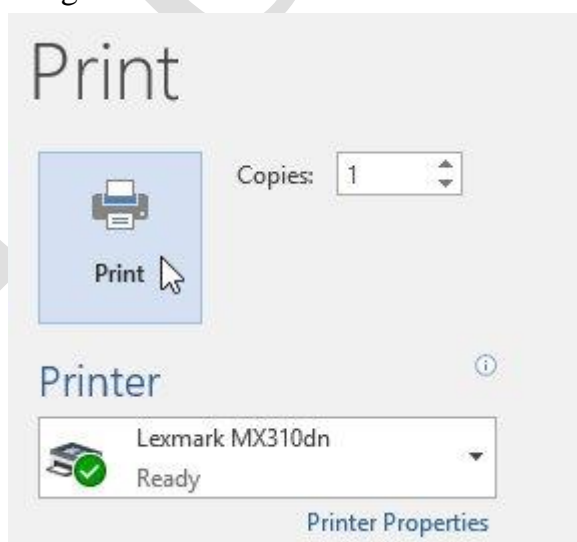 Print
Copies: 1
Print
Printer
Lexmark MX310dn
Ready
Printer Properties